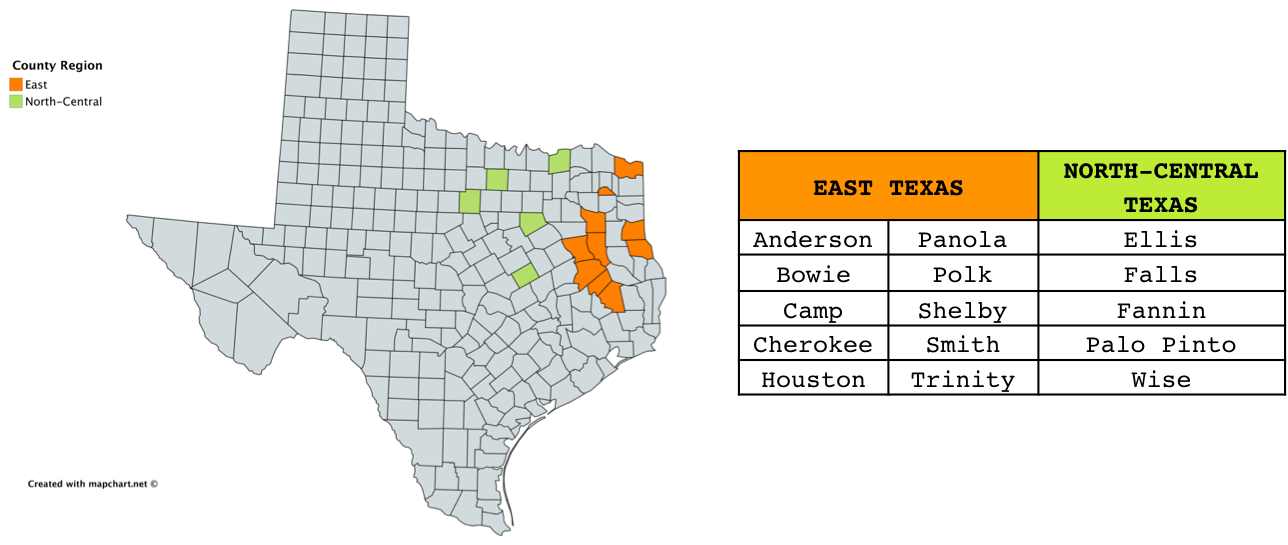 County Region
East
North-Central
Created with mapchart.net ©
EAST TEXAS NORTH-CENTRAL TEXAS
Anderson Panola Ellis
Bowie Polk Falls
Camp Shelby Fannin
Cherokee Smith Palo Pinto
Houston Trinity Wise